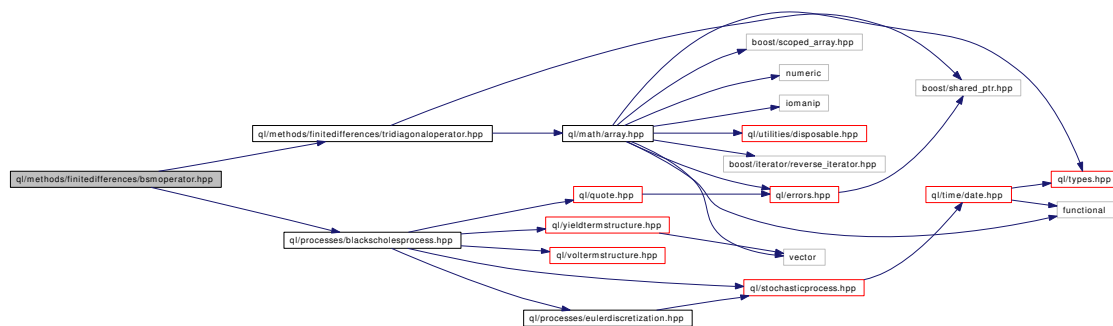 boost/scoped_array.hpp
numeric
boost/shared_ptr.hpp
iomanip
ql/methods/finitedifferences/tridiagonaloperator.hpp
ql/math/array.hpp
ql/utilities/disposable.hpp
boost/iterator/reverse_iterator.hpp
ql/methods/finitedifferences/bsmoperator.hpp
ql/types.hpp
ql/quote.hpp
ql/errors.hpp
ql/time/date.hpp
functional
ql/yieldtermstructure.hpp
ql/processes/blackscholesprocess.hpp
ql/voltermstructure.hpp
vector
ql/stochasticprocess.hpp
ql/processes/eulerdiscretization.hpp